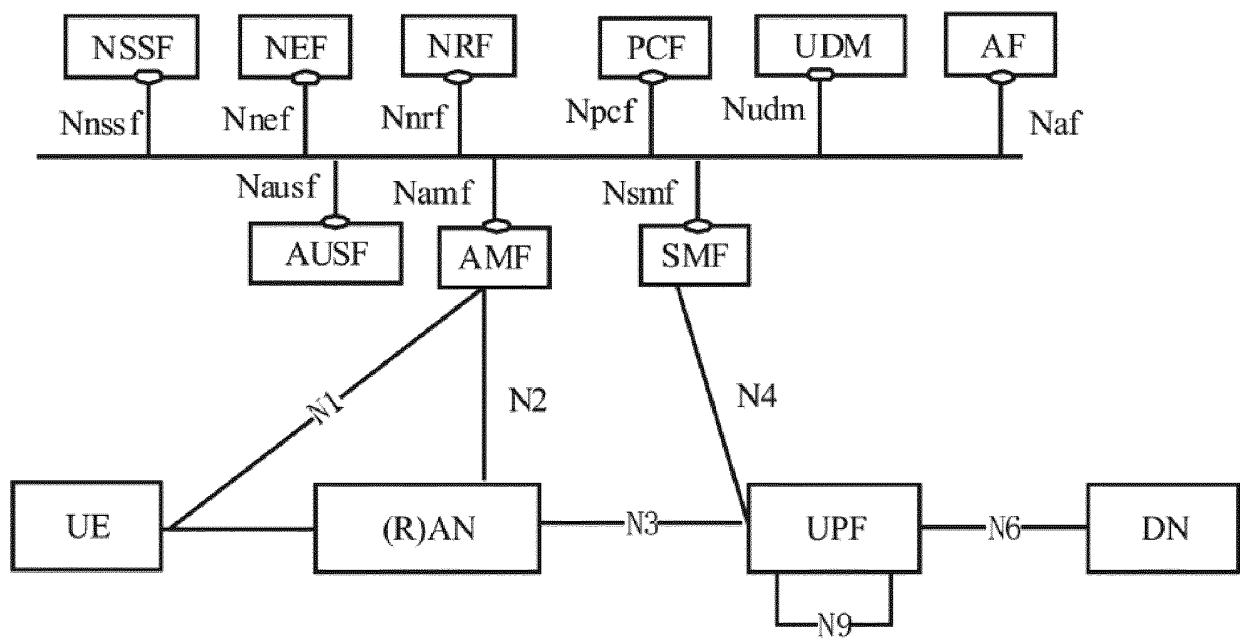 NSSF NEF NRF PCF UDM AF
Nnssf Nnef Nnrf Npcf Nudm Naf
Nausf Namf Nsmf
AUSF AMF SMF
N1 N2 N4
UE (R)AN N3 UPF N6 DN
N9